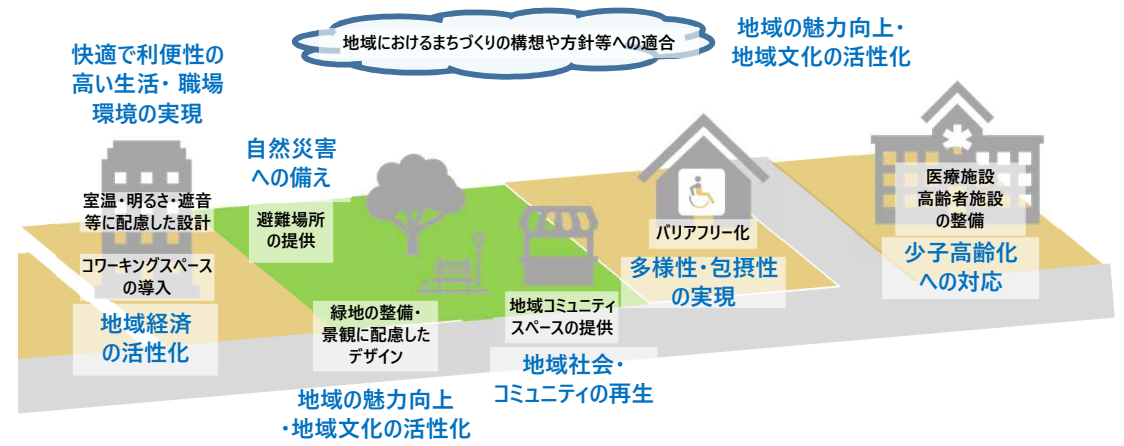 地域におけるまちづくりの構想や方針等への適合
地域の魅力向上・
地域文化の活性化
快適で利便性の
高い生活・ 職場
環境の実現
自然災害
への備え
室温・明るさ・遮音
等に配慮した設計
避難場所
の提供
コワーキングスペース
の導入
地域経済
の活性化
緑地の整備・
景観に配慮した
デザイン
地域の魅力向上
・地域文化の活性化
地域コミュニティ
スペースの提供
地域社会・
コミュニティの再生
バリアフリー化
多様性・包摂性
の実現
医療施設
高齢者施設
の整備
少子高齢化
への対応